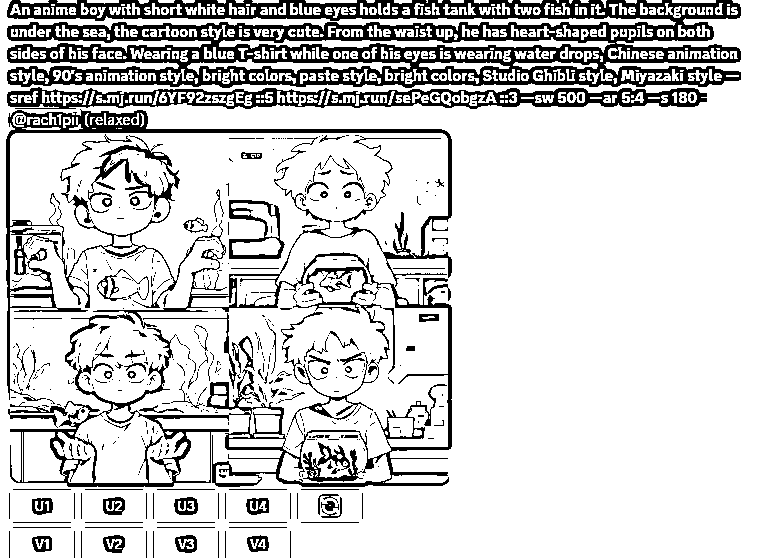 An anime boy with short white hair and blue eyes holds a fish tank with two fish in it. The background is
under the sea, the cartoon style is very cute. From the waist up, he has heart-shaped pupils on both
sides of his face. Wearing a blue T-shirt while one of his eyes is wearing water drops, Chinese animation
style, 90's animation style, bright colors, paste style, bright colors, Studio Ghibli style, Miyazaki style —
sref https://s.mj.run/6YF92zszgEg ::5 https://s.mj.run/sePeGQobgzA ::3 —sw 500 —ar 5:4 —s 180 -
@rach1pii (relaxed)
U1 U2 U3 U4
V1 V2 V3 V4